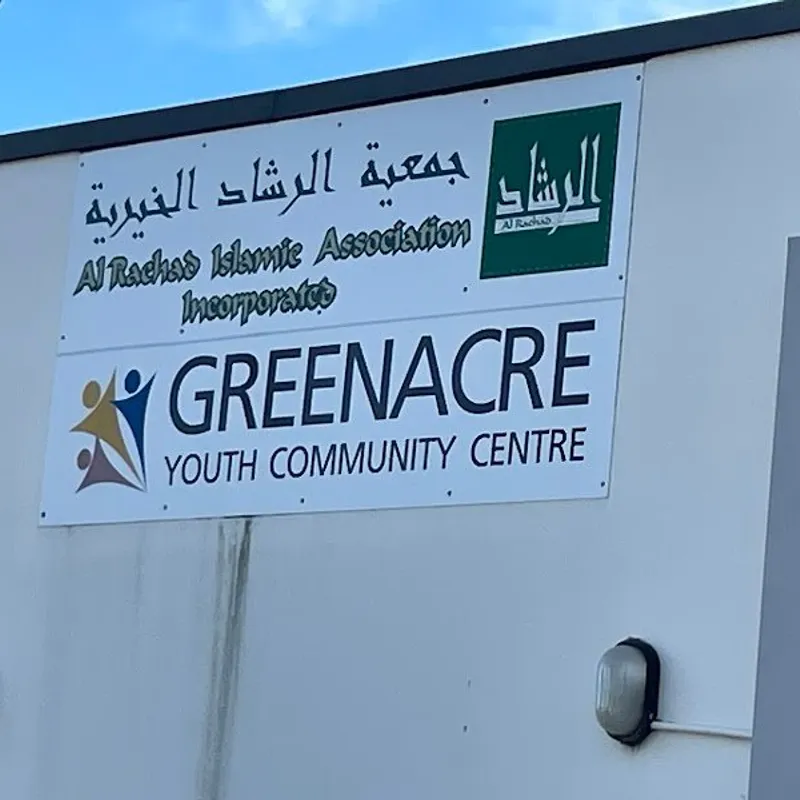 جمعية الرشاد الخيرية
الرشاد
Al Rachad
Al Rachad Islamic Association
Incorporated
GREENACRE
YOUTH COMMUNITY CENTRE